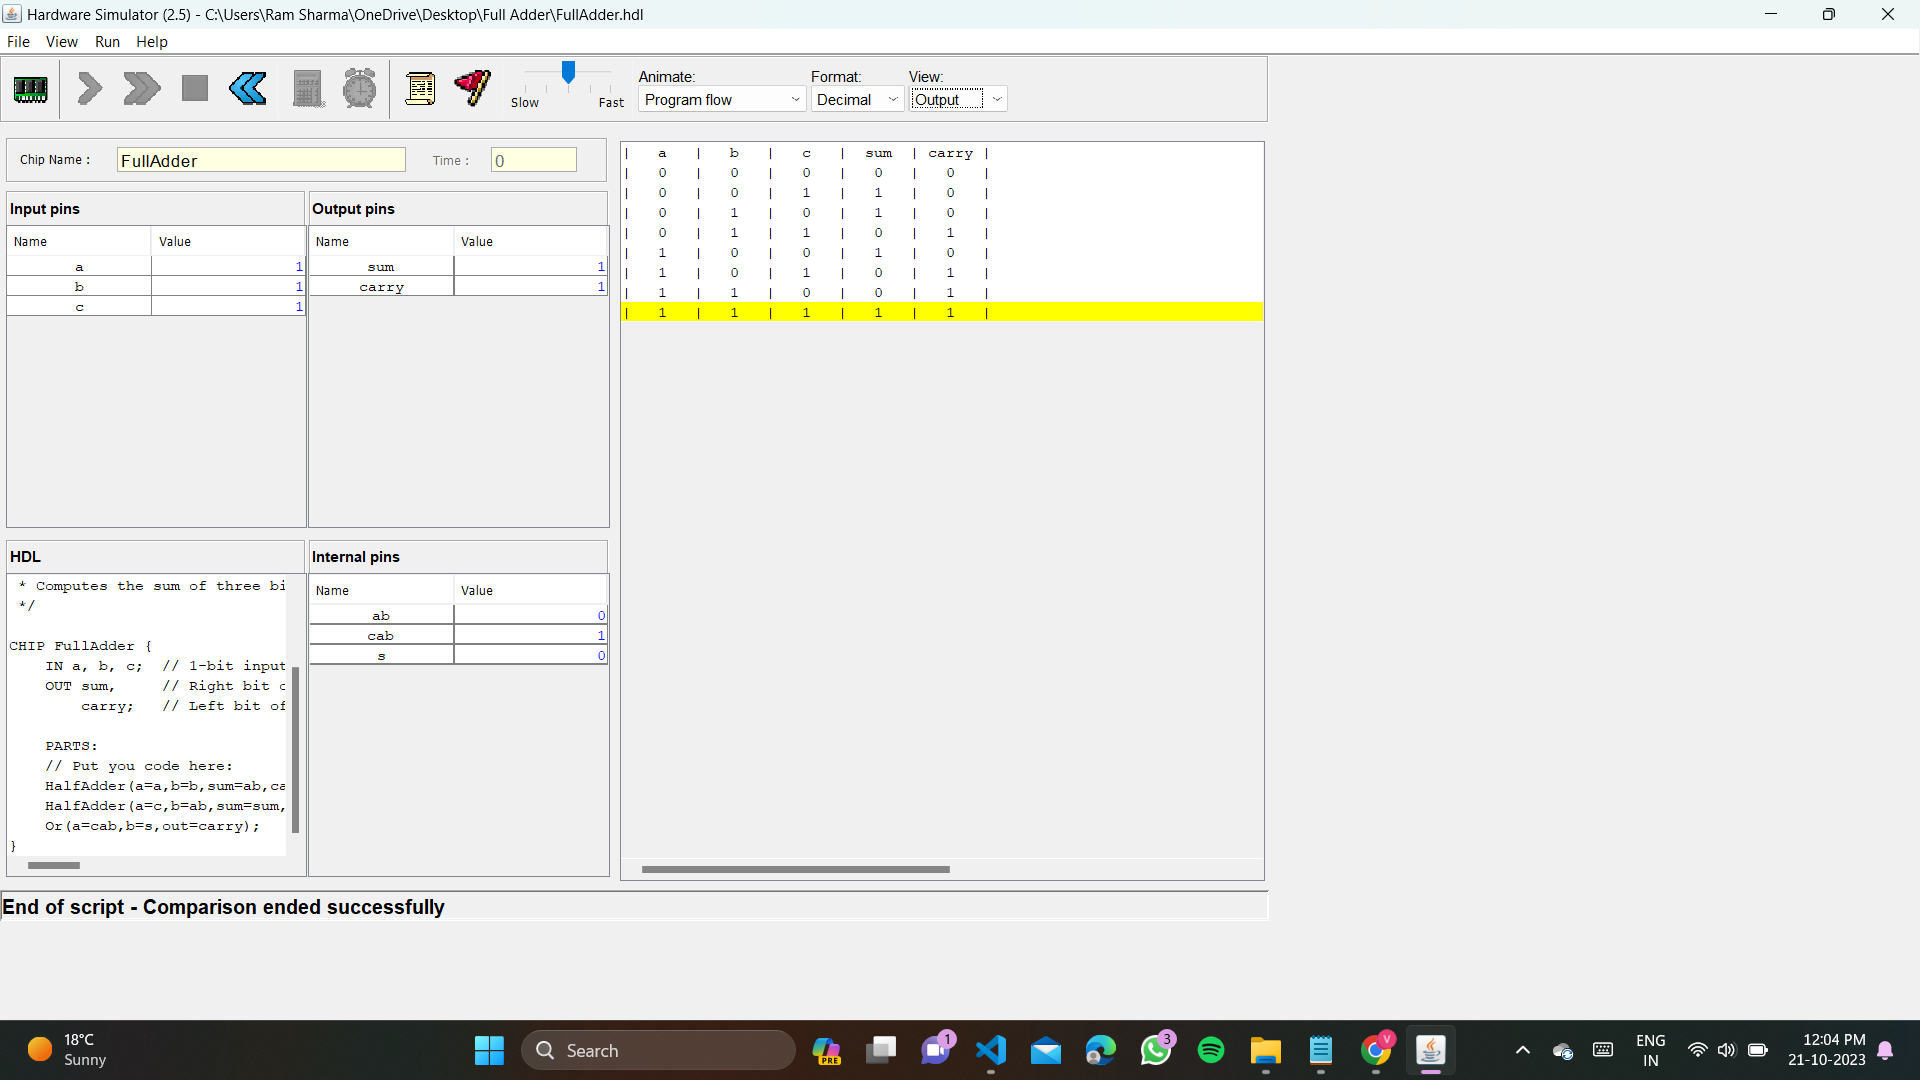 Hardware Simulator (2.5) - C:\Users\Ram Sharma\OneDrive\Desktop\Full Adder\FullAdder.hdl
File View Run Help
Slow Fast
Animate: Format: View:
Program flow Decimal Output
Chip Name : FullAdder Time : 0
Input pins
Name Value
a 1
b 1
c 1
Output pins
Name Value
sum 1
carry 1
| a | b | c | sum | carry |
| 0 | 0 | 0 | 0 | 0 |
| 0 | 0 | 1 | 1 | 0 |
| 0 | 1 | 0 | 1 | 0 |
| 0 | 1 | 1 | 0 | 1 |
| 1 | 0 | 0 | 1 | 0 |
| 1 | 0 | 1 | 0 | 1 |
| 1 | 1 | 0 | 0 | 1 |
| 1 | 1 | 1 | 1 | 1 |
HDL
* Computes the sum of three bi
*/
CHIP FullAdder {
IN a, b, c; // 1-bit input
OUT sum, // Right bit o
carry; // Left bit of
PARTS:
// Put you code here:
HalfAdder(a=a,b=b,sum=ab,ca
HalfAdder(a=c,b=ab,sum=sum,
Or(a=cab,b=s,out=carry);
}
Internal pins
Name Value
ab 0
cab 1
s 0
End of script - Comparison ended successfully
18°C
Sunny
Search
PRE
1
3
V
ENG
IN
12:04 PM
21-10-2023